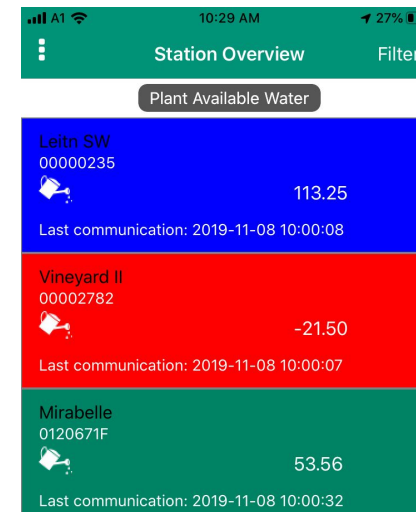 A1 10:29 AM 27%
Station Overview Filter
Plant Available Water
Leitn SW
00000235
113.25
Last communication: 2019-11-08 10:00:08
Vineyard II
00002782
-21.50
Last communication: 2019-11-08 10:00:07
Mirabelle
0120671F
53.56
Last communication: 2019-11-08 10:00:32